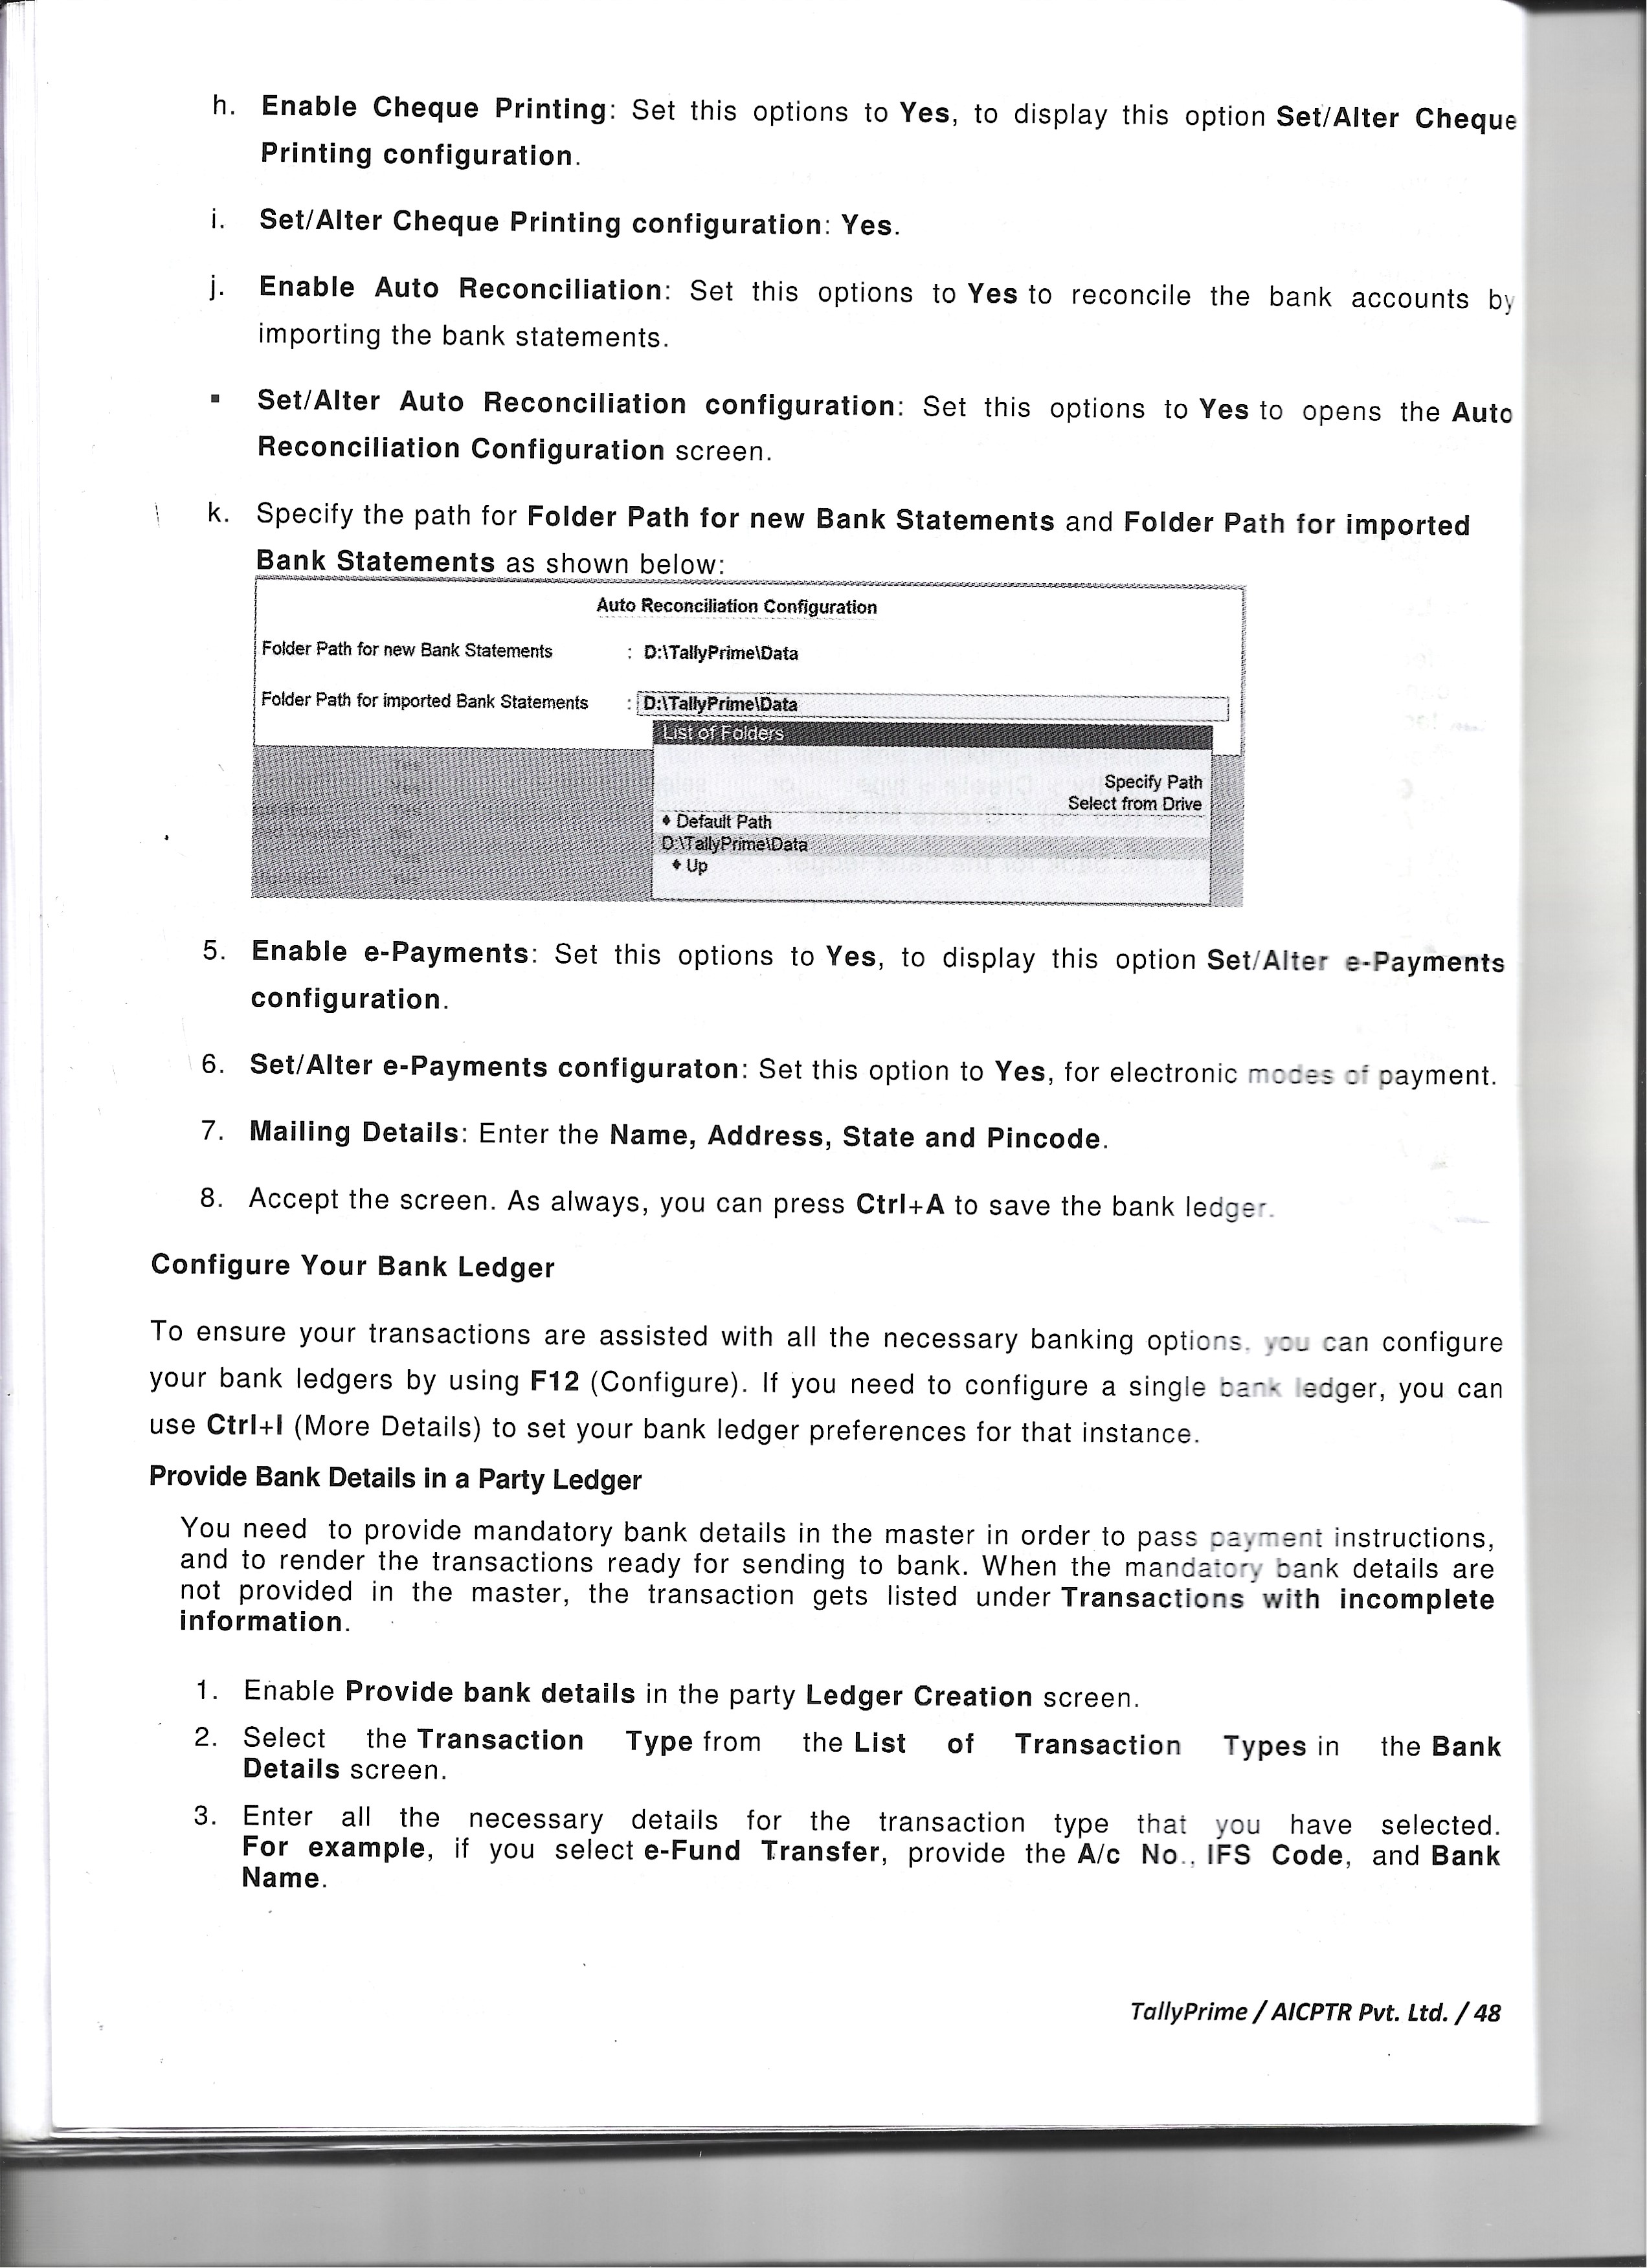 h. Enable Cheque Printing: Set this options to Yes, to display this option Set/Alter Cheque
Printing configuration.
i. Set/Alter Cheque Printing configuration: Yes.
j. Enable Auto Reconciliation: Set this options to Yes to reconcile the bank accounts by
importing the bank statements.
▪ Set/Alter Auto Reconciliation configuration: Set this options to Yes to opens the Auto
Reconciliation Configuration screen.
k. Specify the path for Folder Path for new Bank Statements and Folder Path for imported
Bank Statements as shown below:
Auto Reconciliation Configuration
Folder Path for new Bank Statements : D:\TallyPrime\Data
Folder Path for imported Bank Statements : D:\TallyPrime\Data
List of Folders
Yes
Specify Path
Yes
Select from Drive
Yes
♦ Default Path
No
D:\TallyPrime\Data
Yes
♦ Up
Yes
5. Enable e-Payments: Set this options to Yes, to display this option Set/Alter e-Payments
configuration.
6. Set/Alter e-Payments configuraton: Set this option to Yes, for electronic modes of payment.
7. Mailing Details: Enter the Name, Address, State and Pincode.
8. Accept the screen. As always, you can press Ctrl+A to save the bank ledger.
Configure Your Bank Ledger
To ensure your transactions are assisted with all the necessary banking options, you can configure
your bank ledgers by using F12 (Configure). If you need to configure a single bank ledger, you can
use Ctrl+I (More Details) to set your bank ledger preferences for that instance.
Provide Bank Details in a Party Ledger
You need to provide mandatory bank details in the master in order to pass payment instructions,
and to render the transactions ready for sending to bank. When the mandatory bank details are
not provided in the master, the transaction gets listed under Transactions with incomplete
information.
1. Enable Provide bank details in the party Ledger Creation screen.
2. Select the Transaction Type from the List of Transaction Types in the Bank
Details screen.
3. Enter all the necessary details for the transaction type that you have selected.
For example, if you select e-Fund Transfer, provide the A/c No., IFS Code, and Bank
Name.
TallyPrime / AICPTR Pvt. Ltd. / 48